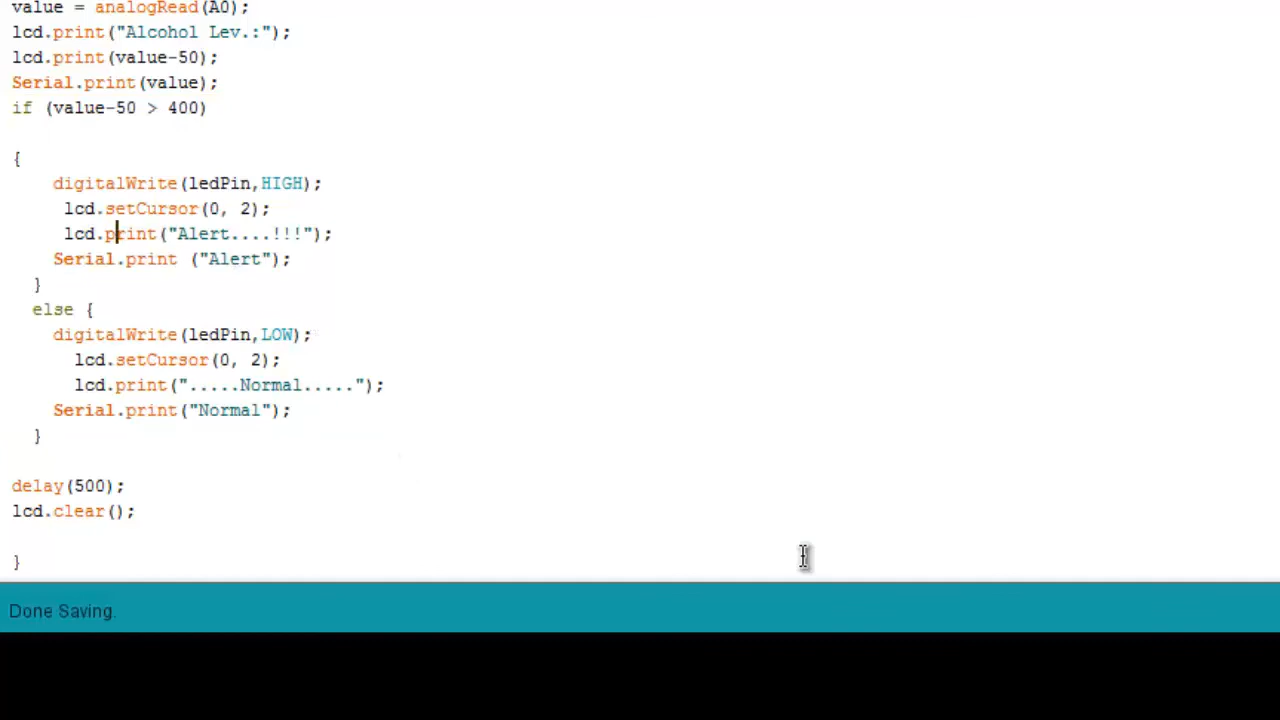 value = analogRead(A0);
lcd.print("Alcohol Lev.:");
lcd.print(value-50);
Serial.print(value);
if (value-50 > 400)
{
digitalWrite(ledPin,HIGH);
lcd.setCursor(0, 2);
lcd.print("Alert....!!!");
Serial.print ("Alert");
}
else {
digitalWrite(ledPin,LOW);
lcd.setCursor(0, 2);
lcd.print(".....Normal.....");
Serial.print("Normal");
}
delay(500);
lcd.clear();
}
Done Saving.